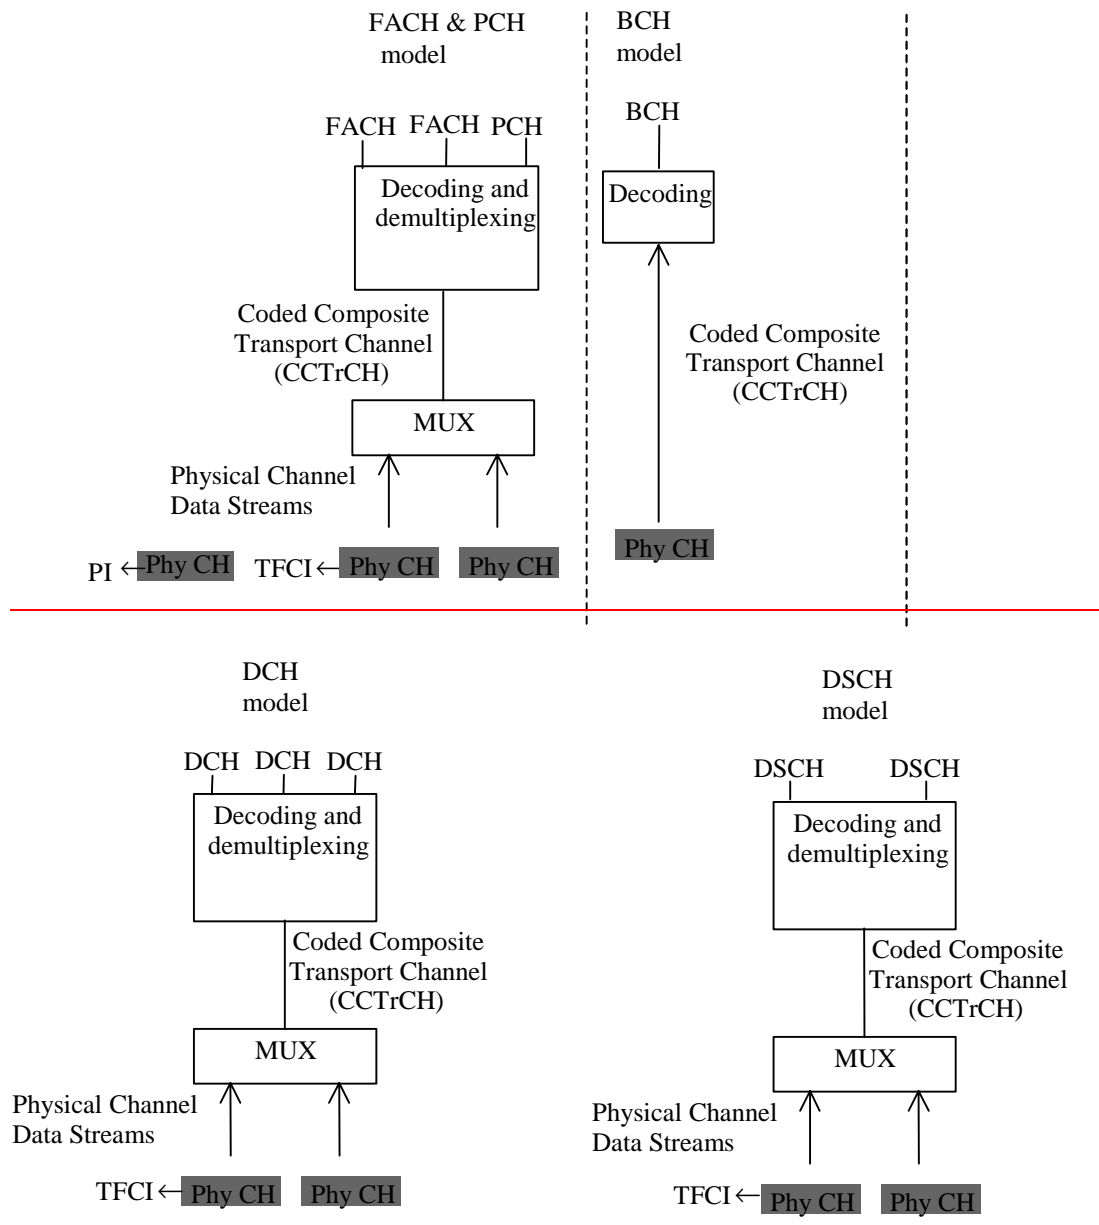 FACH & PCH
model
FACH FACH PCH
Decoding and
demultiplexing
Coded Composite
Transport Channel
(CCTrCH)
MUX
Physical Channel
Data Streams
PI Phy CH TFCI Phy CH Phy CH
BCH
model
BCH
Decoding
Coded Composite
Transport Channel
(CCTrCH)
Phy CH
DCH
model
DCH DCH DCH
Decoding and
demultiplexing
Coded Composite
Transport Channel
(CCTrCH)
MUX
Physical Channel
Data Streams
TFCI Phy CH Phy CH
DSCH
model
DSCH DSCH
Decoding and
demultiplexing
Coded Composite
Transport Channel
(CCTrCH)
MUX
Physical Channel
Data Streams
TFCI Phy CH Phy CH